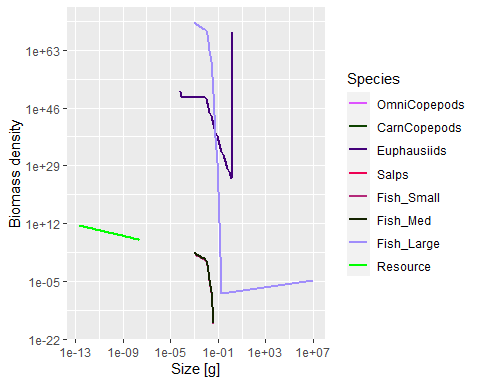 Biomass density
1e+63
1e+46
1e+29
1e+12
1e-05
1e-22
1e-13 1e-09 1e-05 1e-01 1e+03 1e+07
Size [g]
Species
OmniCopepods
CarnCopepods
Euphausiids
Salps
Fish_Small
Fish_Med
Fish_Large
Resource